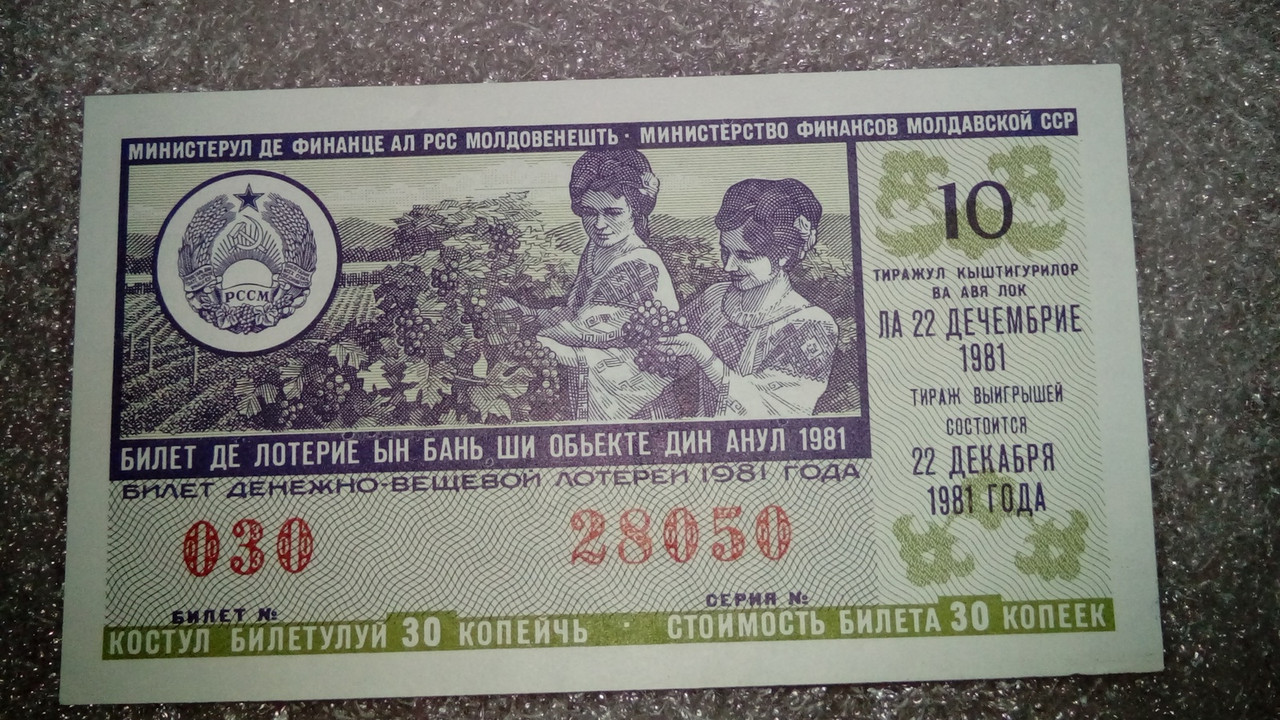 МИНИСТЕРУЛ ДЕ ФИНАНЦЕ АЛ РСС МОЛДОВЕНЕШТЬ · МИНИСТЕРСТВО ФИНАНСОВ МОЛДАВСКОЙ ССР
РССМ
БИЛЕТ ДЕ ЛОТЕРИЕ ЫН БАНЬ ШИ ОБЬЕКТЕ ДИН АНУЛ 1981
БИЛЕТ ДЕНЕЖНО-ВЕЩЕВОЙ ЛОТЕРЕИ 1981 ГОДА
030 28050
БИЛЕТ № СЕРИЯ №
10
ТИРАЖУЛ КЫШТИГУРИЛОР
ВА АВЯ ЛОК
ЛА 22 ДЕЧЕМБРИЕ
1981
ТИРАЖ ВЫИГРЫШЕЙ
СОСТОИТСЯ
22 ДЕКАБРЯ
1981 ГОДА
КОСТУЛ БИЛЕТУЛУЙ 30 КОПЕЙЧЬ · СТОИМОСТЬ БИЛЕТА 30 КОПЕЕК